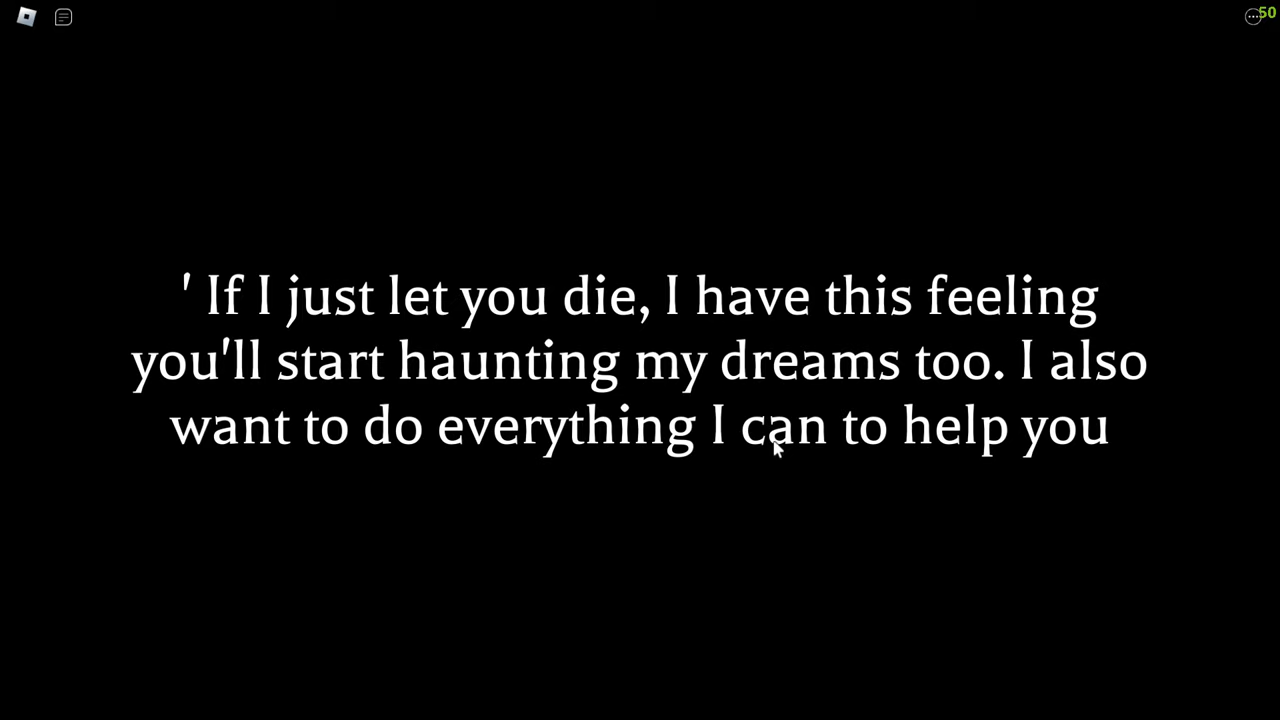 50
' If I just let you die, I have this feeling
you'll start haunting my dreams too. I also
want to do everything I can to help you